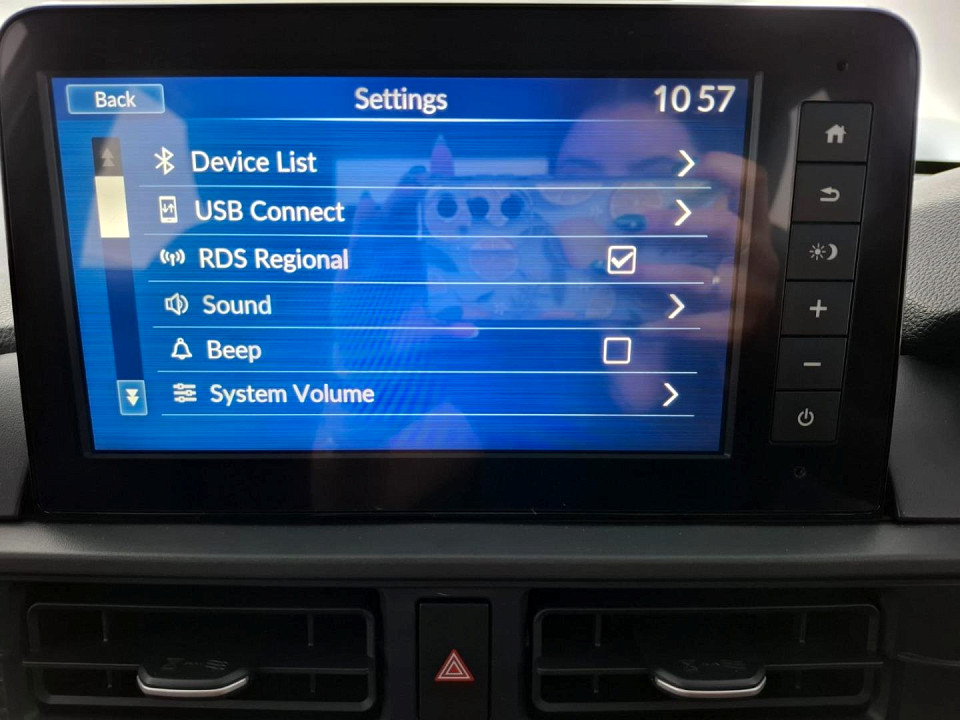 Back
Settings
10 57
Device List
USB Connect
RDS Regional
Sound
Beep
System Volume